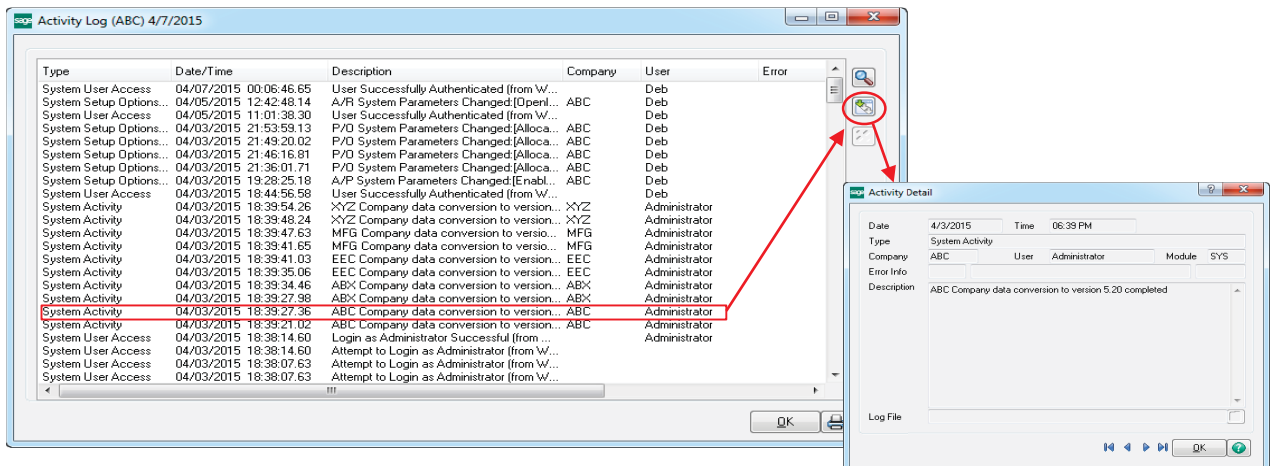 sage Activity Log (ABC) 4/7/2015
Type Date/Time Description Company User Error
System User Access 04/07/2015 00:06:46.65 User Successfully Authenticated (from W... Deb
System Setup Options... 04/05/2015 12:42:48.14 A/R System Parameters Changed:[OpenI... ABC Deb
System User Access 04/05/2015 11:01:38.30 User Successfully Authenticated (from W... Deb
System Setup Options... 04/03/2015 21:53:59.13 P/O System Parameters Changed:[Alloca... ABC Deb
System Setup Options... 04/03/2015 21:49:20.02 P/O System Parameters Changed:[Alloca... ABC Deb
System Setup Options... 04/03/2015 21:46:16.81 P/O System Parameters Changed:[Alloca... ABC Deb
System Setup Options... 04/03/2015 21:36:01.71 P/O System Parameters Changed:[Alloca... ABC Deb
System Setup Options... 04/03/2015 19:28:25.18 A/P System Parameters Changed:[Enabl... ABC Deb
System User Access 04/03/2015 18:44:56.58 User Successfully Authenticated (from W... Deb
System Activity 04/03/2015 18:39:54.26 XYZ Company data conversion to version... XYZ Administrator
System Activity 04/03/2015 18:39:48.24 XYZ Company data conversion to version... XYZ Administrator
System Activity 04/03/2015 18:39:47.63 MFG Company data conversion to versio... MFG Administrator
System Activity 04/03/2015 18:39:41.65 MFG Company data conversion to versio... MFG Administrator
System Activity 04/03/2015 18:39:41.03 EEC Company data conversion to version... EEC Administrator
System Activity 04/03/2015 18:39:35.06 EEC Company data conversion to version... EEC Administrator
System Activity 04/03/2015 18:39:34.46 ABX Company data conversion to version... ABX Administrator
System Activity 04/03/2015 18:39:27.98 ABX Company data conversion to version... ABX Administrator
System Activity 04/03/2015 18:39:27.36 ABC Company data conversion to version... ABC Administrator
System Activity 04/03/2015 18:39:21.02 ABC Company data conversion to version... ABC Administrator
System User Access 04/03/2015 18:38:14.60 Login as Administrator Successful (from ... Administrator
System User Access 04/03/2015 18:38:14.60 Attempt to Login as Administrator (from W...
System User Access 04/03/2015 18:38:07.63 Attempt to Login as Administrator (from W...
System User Access 04/03/2015 18:38:07.63 Attempt to Login as Administrator (from W...
OK
sage Activity Detail
Date 4/3/2015 Time 06:39 PM
Type System Activity
Company ABC User Administrator Module SYS
Error Info
Description ABC Company data conversion to version 5.20 completed
Log File
OK